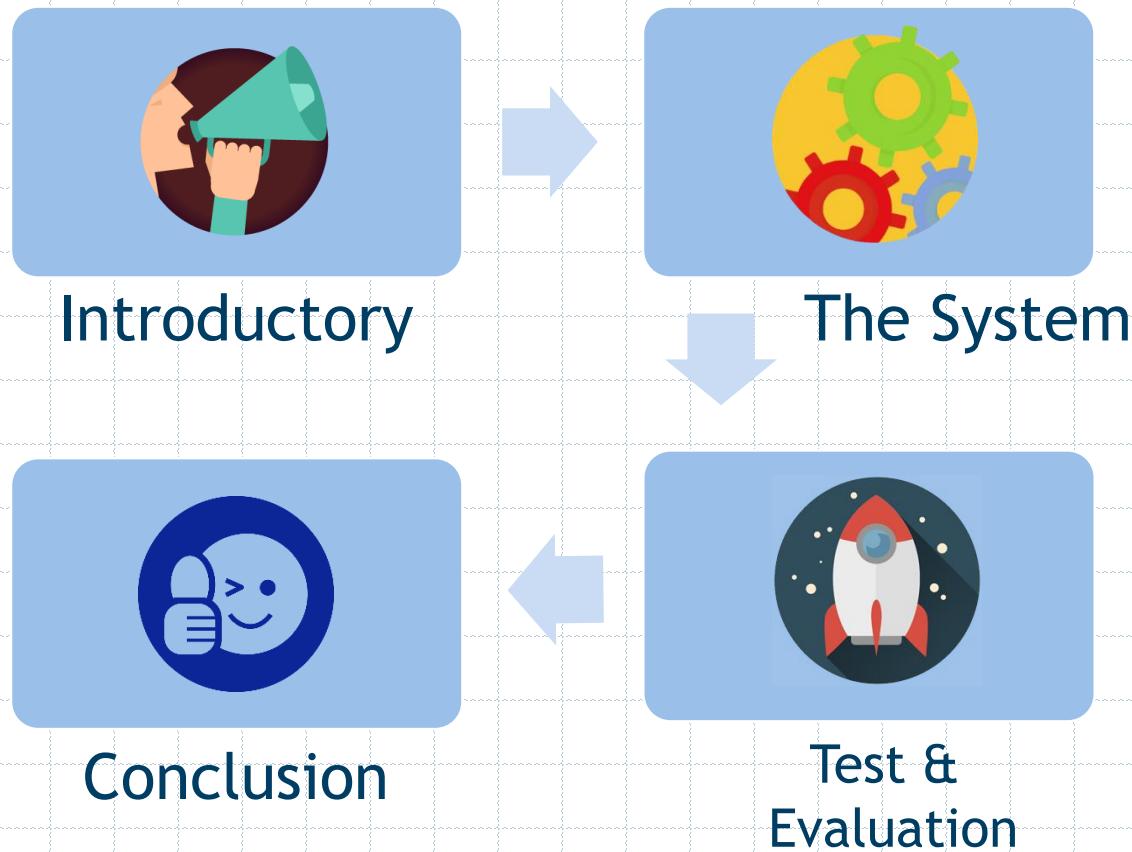 Introductory
The System
Test &
Evaluation
Conclusion